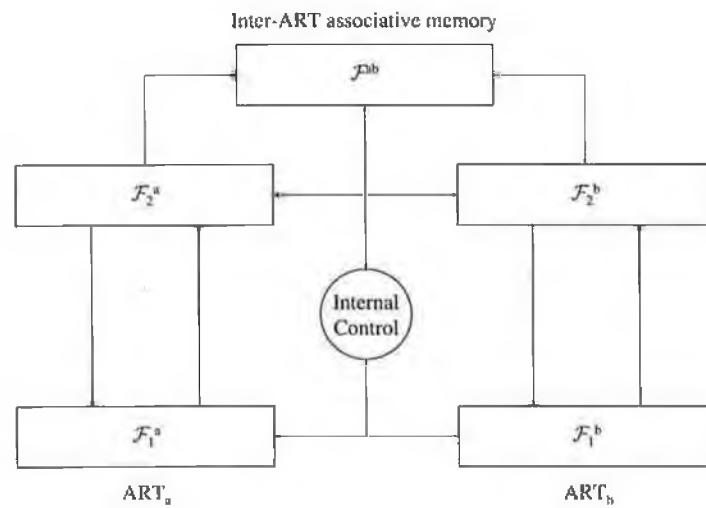 Inter-ART associative memory
ℱᵃᵇ
ℱ₂ᵃ
ℱ₂ᵇ
Internal
Control
ℱ₁ᵃ
ℱ₁ᵇ
ARTₐ
ART_b